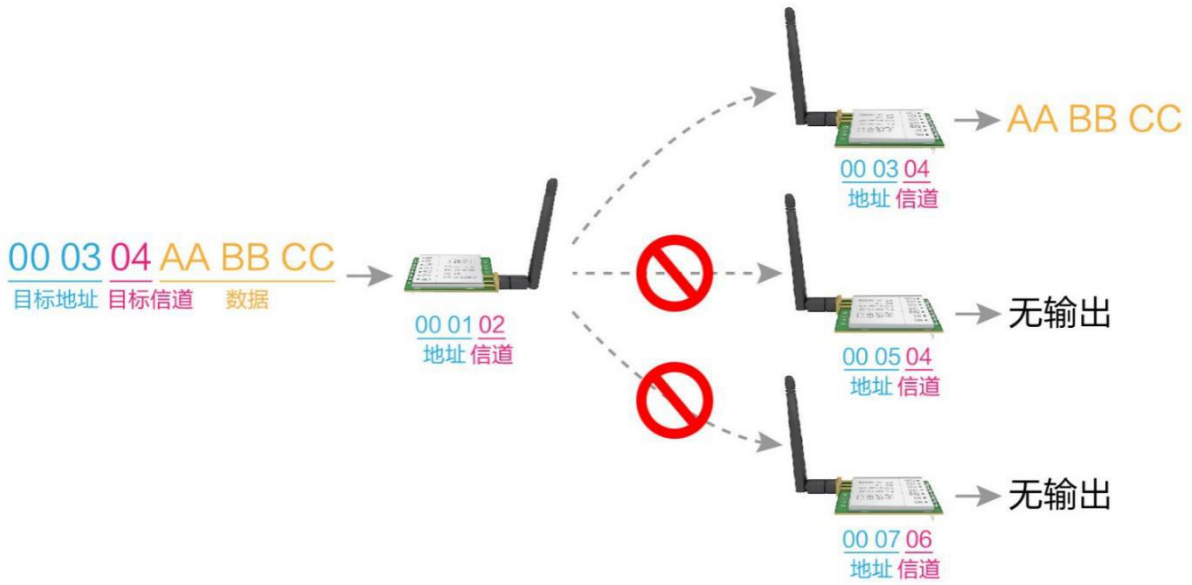 00 03 04 AA BB CC
目标地址 目标信道 数据
00 01 02
地址 信道
AA BB CC
00 03 04
地址 信道
无输出
00 05 04
地址 信道
无输出
00 07 06
地址 信道